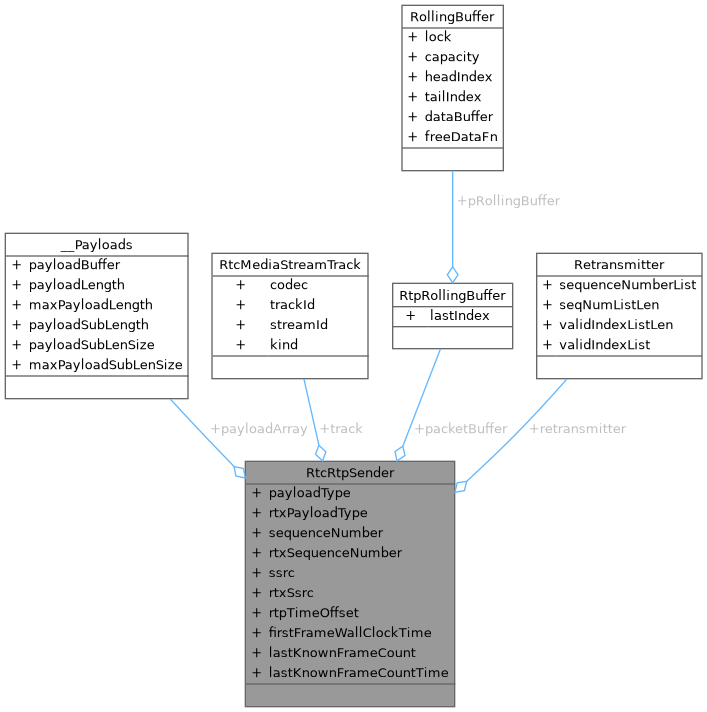 RollingBuffer
+ lock
+ capacity
+ headIndex
+ tailIndex
+ dataBuffer
+ freeDataFn
+pRollingBuffer
__Payloads
+ payloadBuffer
+ payloadLength
+ maxPayloadLength
+ payloadSubLength
+ payloadSubLenSize
+ maxPayloadSubLenSize
RtcMediaStreamTrack
+ codec
+ trackId
+ streamId
+ kind
RtpRollingBuffer
+ lastIndex
Retransmitter
+ sequenceNumberList
+ seqNumListLen
+ validIndexListLen
+ validIndexList
+payloadArray
+track
+packetBuffer
+retransmitter
RtcRtpSender
+ payloadType
+ rtxPayloadType
+ sequenceNumber
+ rtxSequenceNumber
+ ssrc
+ rtxSsrc
+ rtpTimeOffset
+ firstFrameWallClockTime
+ lastKnownFrameCount
+ lastKnownFrameCountTime